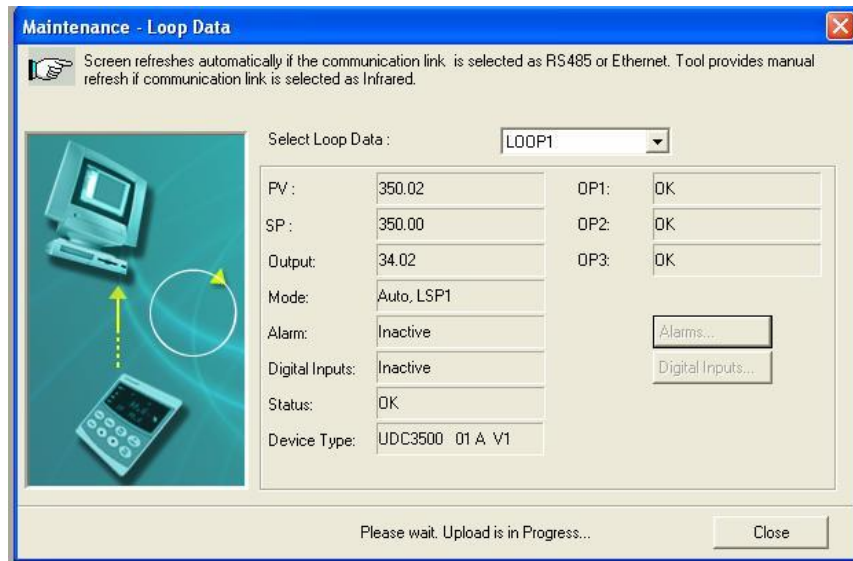 Maintenance - Loop Data
Screen refreshes automatically if the communication link is selected as RS485 or Ethernet. Tool provides manual
refresh if communication link is selected as Infrared.
Select Loop Data : LOOP1
PV : 350.02 OP1: OK
SP : 350.00 OP2: OK
Output: 34.02 OP3: OK
Mode: Auto, LSP1
Alarm: Inactive Alarms...
Digital Inputs: Inactive Digital Inputs...
Status: OK
Device Type: UDC3500 01 A V1
Please wait. Upload is in Progress... Close